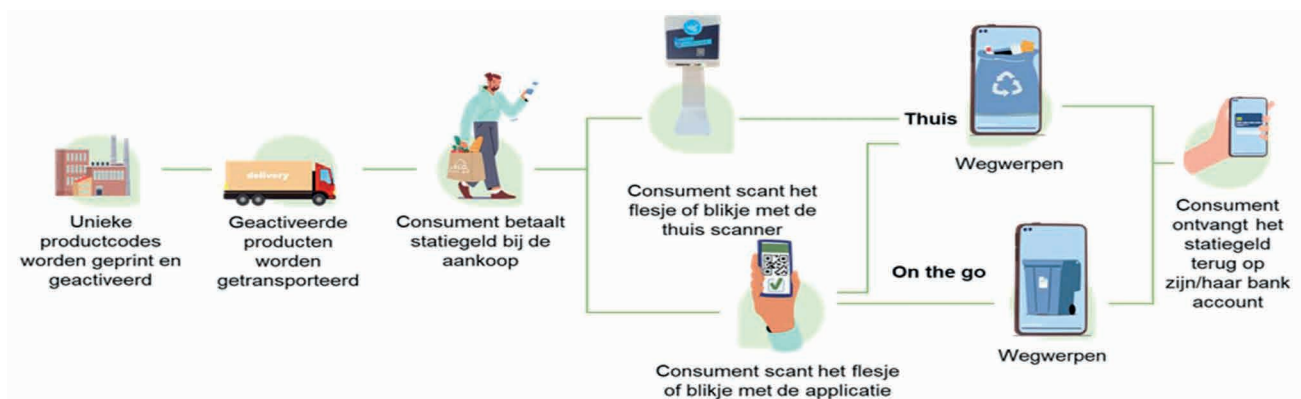 Unieke
productcodes
worden geprint en
geactiveerd
delivery
Geactiveerde
producten
worden
getransporteerd
ECO
Consument betaalt
statiegeld bij de
aankoop
Consument scant het
flesje of blikje met de
thuis scanner
Thuis
Wegwerpen
Consument scant het flesje
of blikje met de applicatie
On the go
Wegwerpen
Consument
ontvangt het
statiegeld
terug op
zijn/haar bank
account